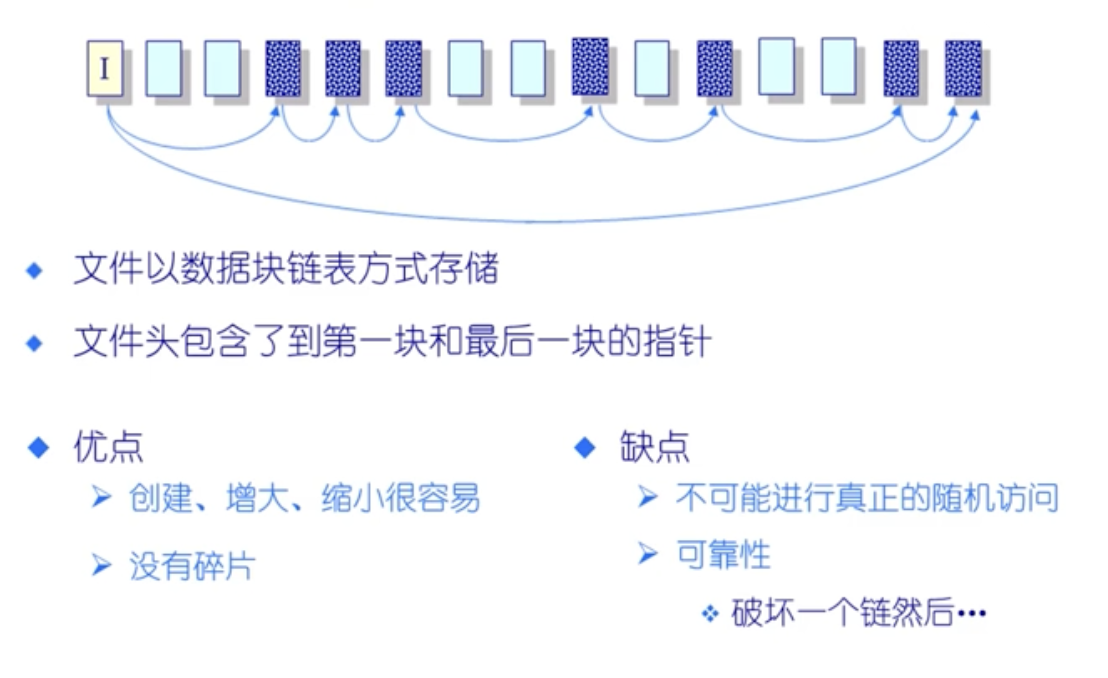 I
文件以数据块链表方式存储
文件头包含了到第一块和最后一块的指针
优点
创建、增大、缩小很容易
没有碎片
缺点
不可能进行真正的随机访问
可靠性
破坏一个链然后…